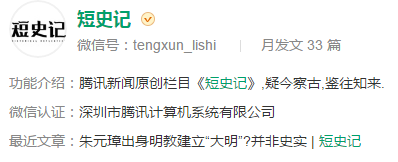 短史记
短史记
微信号：tengxun_lishi | 月发文 33 篇
功能介绍：腾讯新闻原创栏目《短史记》,疑今察古,鉴往知来.
微信认证：深圳市腾讯计算机系统有限公司
最近文章：朱元璋出身明教建立“大明”?并非史实 | 短史记